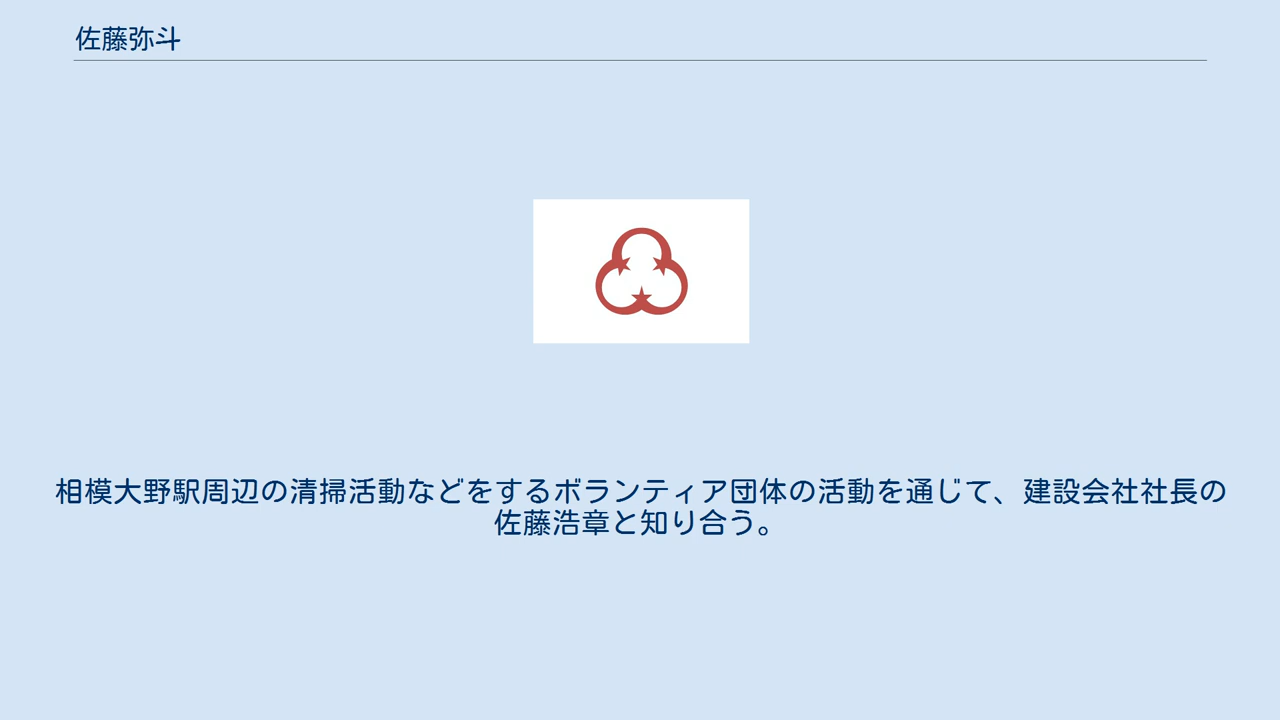 佐藤弥斗
相模大野駅周辺の清掃活動などをするボランティア団体の活動を通じて、建設会社社長の
佐藤浩章と知り合う。